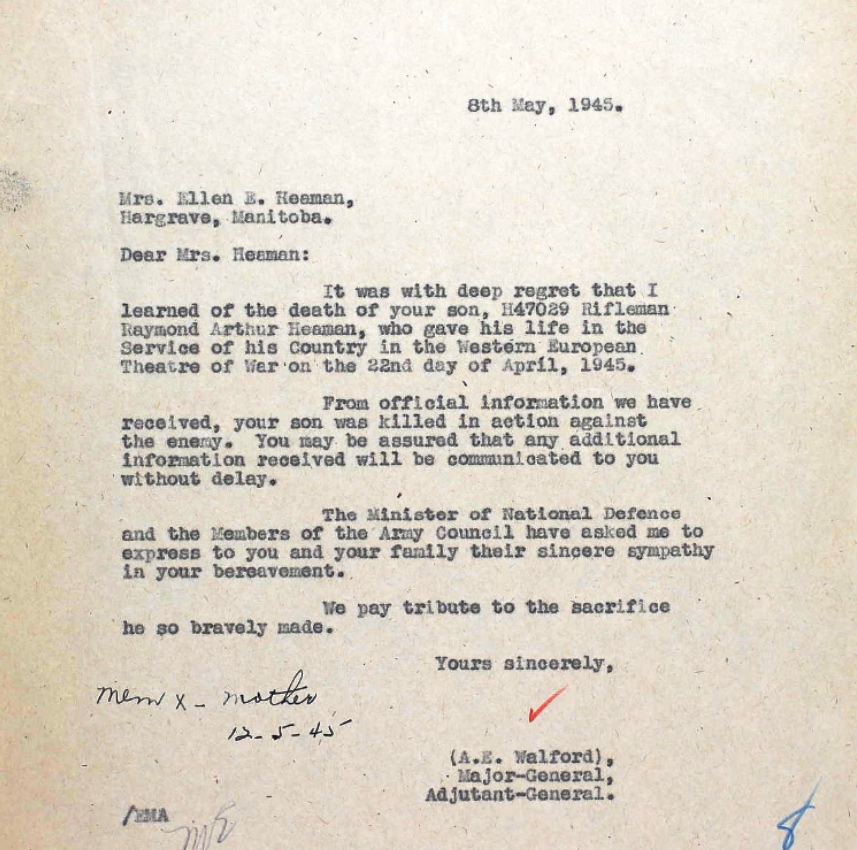 8th May, 1945.
Mrs. Ellen E. Heaman,
Hargrave, Manitoba.
Dear Mrs. Heaman:
It was with deep regret that I
learned of the death of your son, H47029 Rifleman
Raymond Arthur Heaman, who gave his life in the
Service of his Country in the Western European
Theatre of War on the 22nd day of April, 1945.
From official information we have
received, your son was killed in action against
the enemy. You may be assured that any additional
information received will be communicated to you
without delay.
The Minister of National Defence
and the Members of the Army Council have asked me to
express to you and your family their sincere sympathy
in your bereavement.
We pay tribute to the sacrifice
he so bravely made.
Yours sincerely,
mem x - mother
12-5-45
(A.E. Walford),
Major-General,
Adjutant-General.
/EMA
8